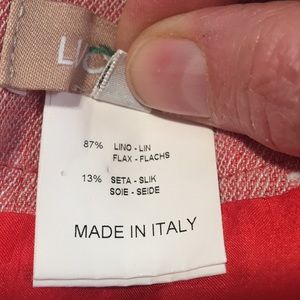 87% LINO - LIN
FLAX - FLACHS
13% SETA - SLIK
SOIE - SEIDE
MADE IN ITALY